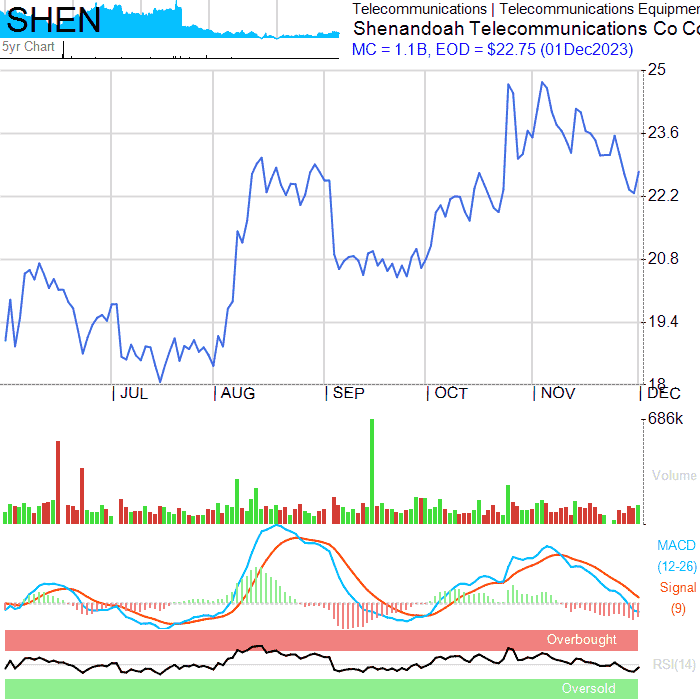 SHEN
5yr Chart
Telecommunications | Telecommunications Equipmen
Shenandoah Telecommunications Co Co
MC = 1.1B, EOD = $22.75 (01Dec2023)
25
23.6
22.2
20.8
19.4
18
JUL AUG SEP OCT NOV DEC
686k
Volume
MACD
(12-26)
Signal
(9)
Overbought
RSI(14)
Oversold